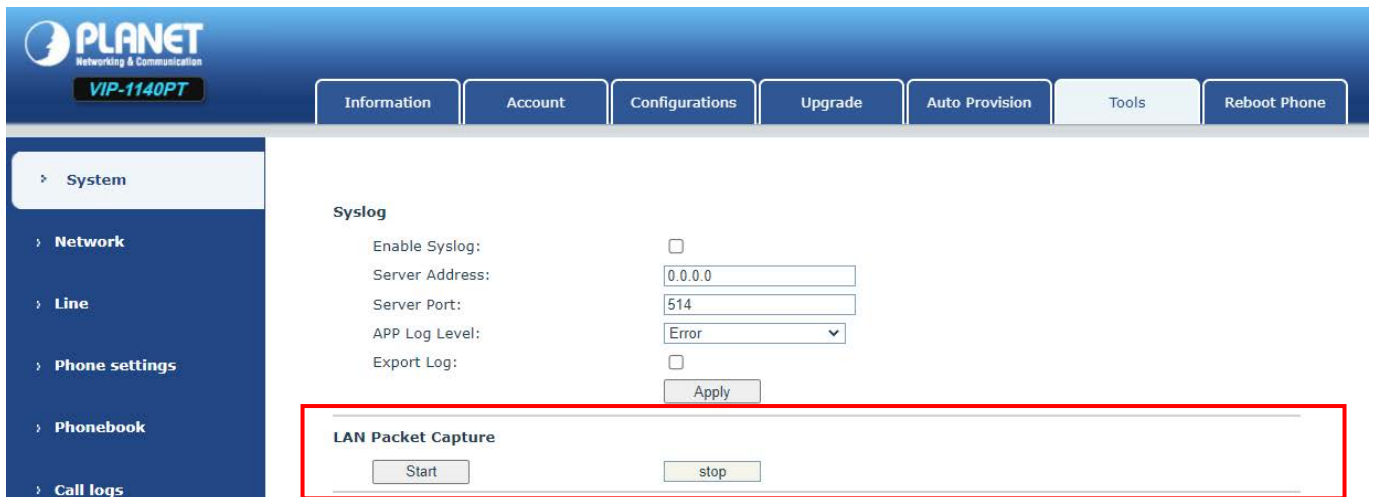 PLANET
Networking & Communication
VIP-1140PT
Information Account Configurations Upgrade Auto Provision Tools Reboot Phone
System
Network
Line
Phone settings
Phonebook
Call logs
Syslog
Enable Syslog:
Server Address: 0.0.0.0
Server Port: 514
APP Log Level: Error
Export Log:
Apply
LAN Packet Capture
Start stop